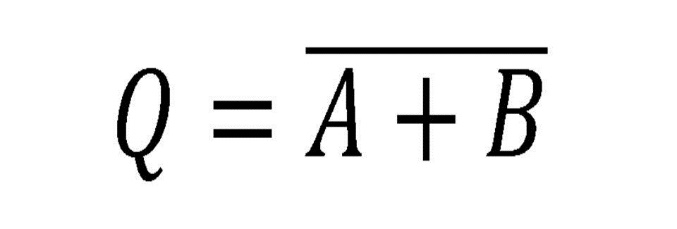 Q = \overline{A + B}